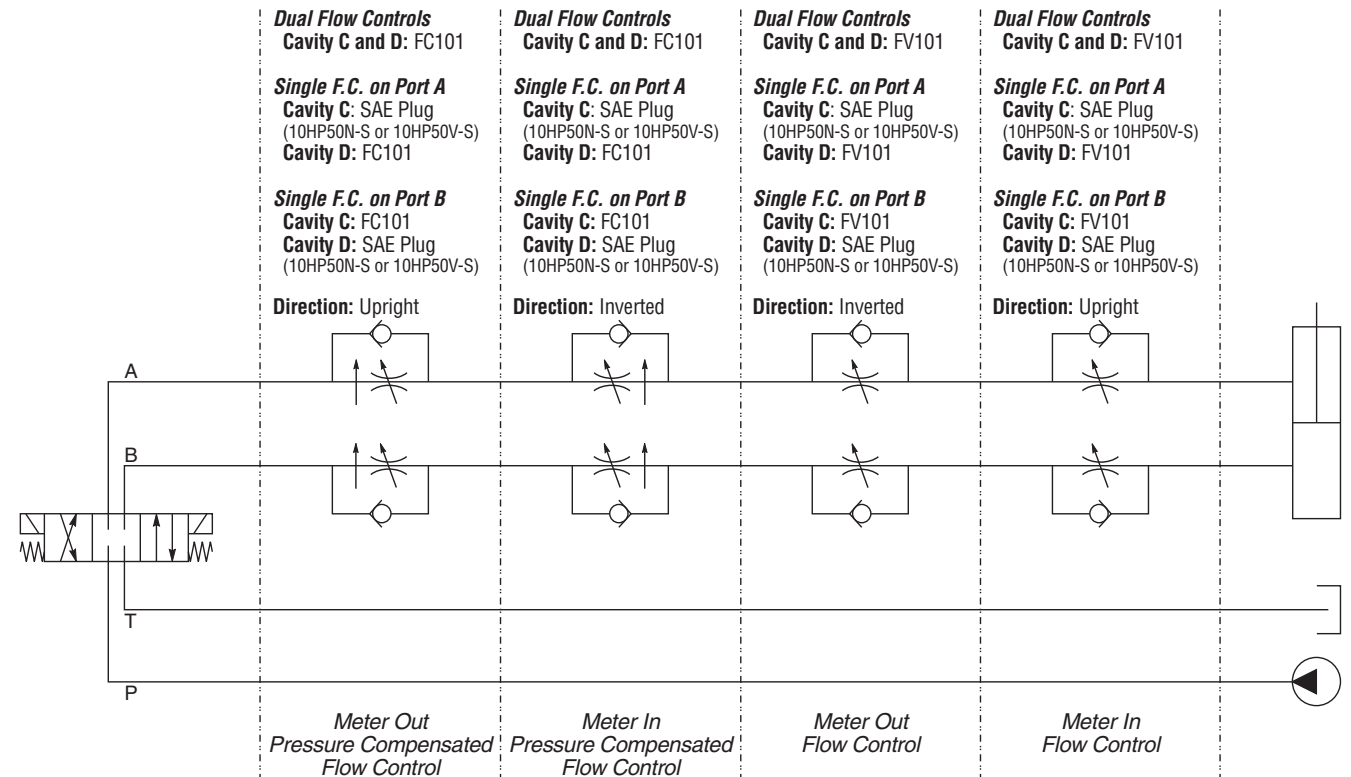 Dual Flow Controls
Cavity C and D: FC101
Single F.C. on Port A
Cavity C: SAE Plug
(10HP50N-S or 10HP50V-S)
Cavity D: FC101
Single F.C. on Port B
Cavity C: FC101
Cavity D: SAE Plug
(10HP50N-S or 10HP50V-S)
Direction: Upright
Dual Flow Controls
Cavity C and D: FC101
Single F.C. on Port A
Cavity C: SAE Plug
(10HP50N-S or 10HP50V-S)
Cavity D: FC101
Single F.C. on Port B
Cavity C: FC101
Cavity D: SAE Plug
(10HP50N-S or 10HP50V-S)
Direction: Inverted
Dual Flow Controls
Cavity C and D: FV101
Single F.C. on Port A
Cavity C: SAE Plug
(10HP50N-S or 10HP50V-S)
Cavity D: FV101
Single F.C. on Port B
Cavity C: FV101
Cavity D: SAE Plug
(10HP50N-S or 10HP50V-S)
Direction: Inverted
Dual Flow Controls
Cavity C and D: FV101
Single F.C. on Port A
Cavity C: SAE Plug
(10HP50N-S or 10HP50V-S)
Cavity D: FV101
Single F.C. on Port B
Cavity C: FV101
Cavity D: SAE Plug
(10HP50N-S or 10HP50V-S)
Direction: Upright
A
B
T
P
Meter Out
Pressure Compensated
Flow Control
Meter In
Pressure Compensated
Flow Control
Meter Out
Flow Control
Meter In
Flow Control